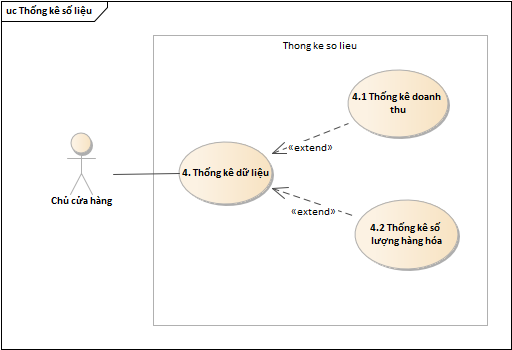 uc Thống kê số liệu
Thong ke so lieu
4.1 Thống kê doanh
thu
«extend»
4. Thống kê dữ liệu
Chủ cửa hàng
«extend»
4.2 Thống kê số
lượng hàng hóa